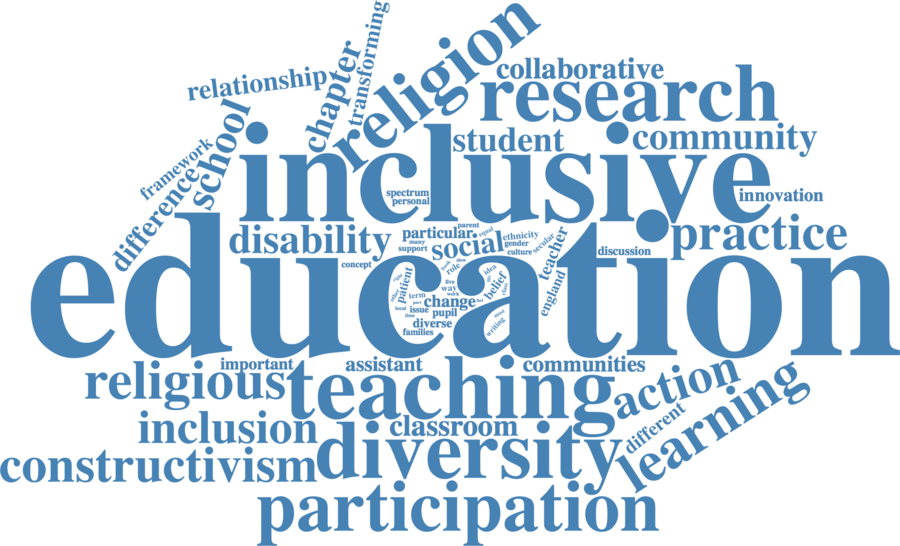 transforming
religion
chapter
relationship
collaborative
research
school
student
community
framework
inclusive
difference
spectrum
personal
innovation
disability
particular
parent
equal
many
support
social
ethnicity
gender
culture
secular
teacher
discussion
practice
education
concept
patient
role
idea
belief
live
way
work
term
change
england
local
issue
pupil
time
diverse
families
writing
important
assistant
communities
religious
teaching
action
learning
inclusion
classroom
different
constructivism
diversity
participation